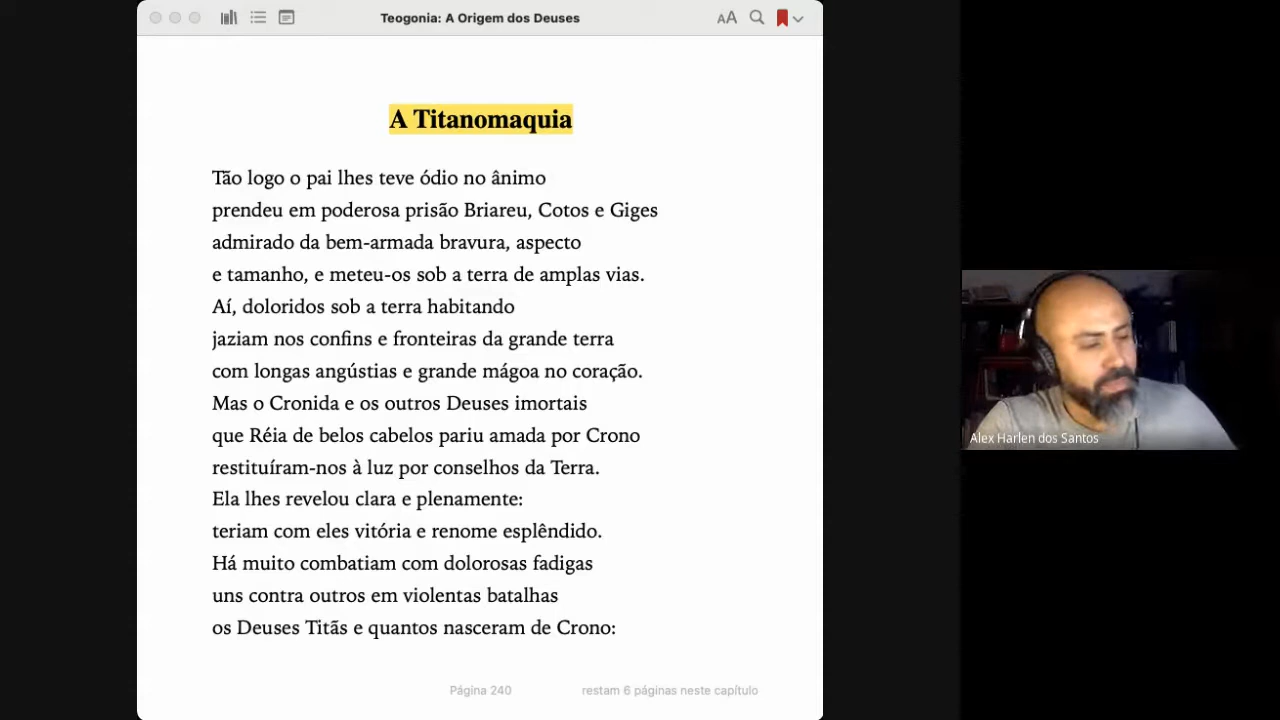 Teogonia: A Origem dos Deuses
AA
A Titanomaquia
Tão logo o pai lhes teve ódio no ânimo
prendeu em poderosa prisão Briareu, Cotos e Giges
admirado da bem-armada bravura, aspecto
e tamanho, e meteu-os sob a terra de amplas vias.
Aí, doloridos sob a terra habitando
jaziam nos confins e fronteiras da grande terra
com longas angústias e grande mágoa no coração.
Mas o Cronida e os outros Deuses imortais
que Réia de belos cabelos pariu amada por Crono
restituíram-nos à luz por conselhos da Terra.
Ela lhes revelou clara e plenamente:
teriam com eles vitória e renome esplêndido.
Há muito combatiam com dolorosas fadigas
uns contra outros em violentas batalhas
os Deuses Titãs e quantos nasceram de Crono:
Página 240
restam 6 páginas neste capítulo
Alex Harlen dos Santos